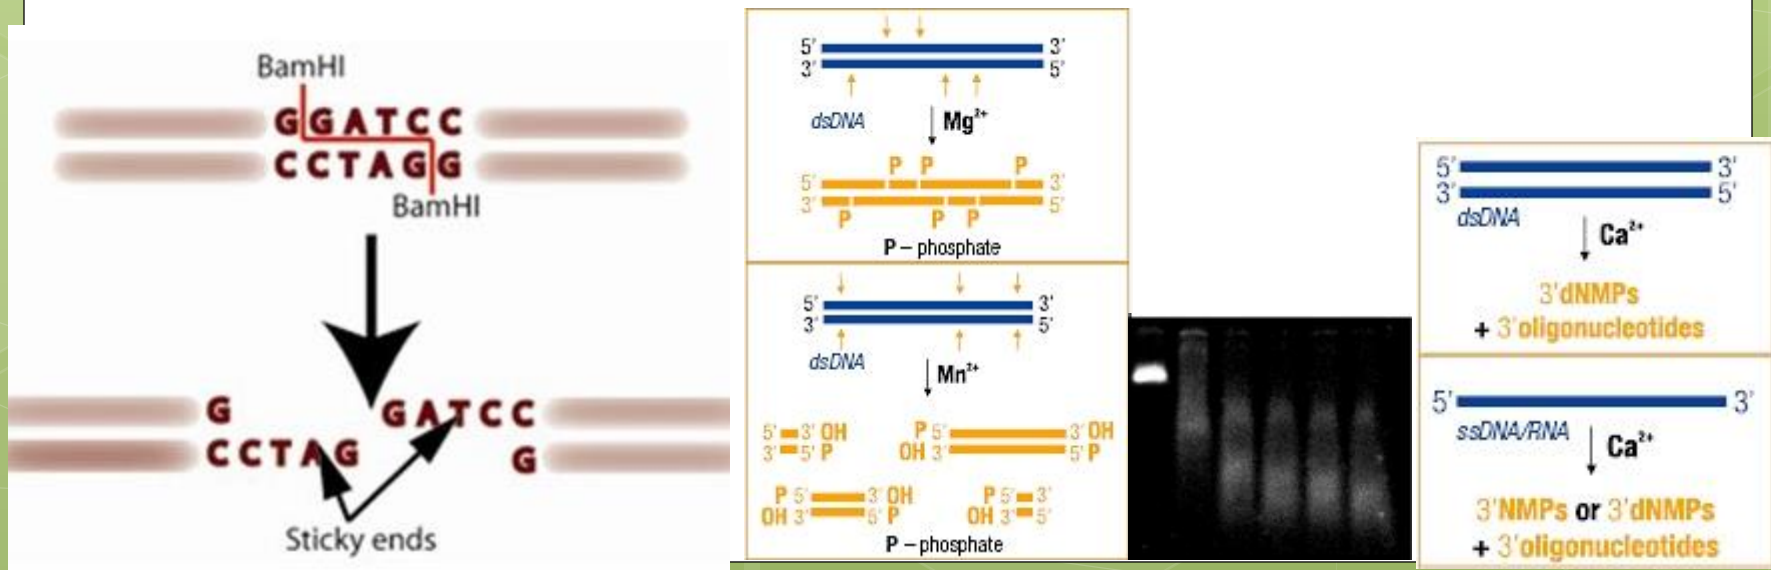 BamHI
GGATCC
CCTAGG
BamHI
G GATCC
CCTAG G
Sticky ends
5' 3'
3' 5'
dsDNA Mg²⁺
P P P
5' 3'
3' 5'
P P P
P – phosphate
5' 3'
3' 5'
dsDNA Mn²⁺
5' 3' OH P 5' 3' OH
3' 5' P OH 3' 5' P
P 5' 3' OH P 5' 3'
OH 3' 5' P OH 3' 5'
P – phosphate
5' 3'
3' 5'
dsDNA Ca²⁺
3'dNMPs
+ 3'oligonucleotides
5' 3'
ssDNA/RNA Ca²⁺
3'NMPs or 3'dNMPs
+ 3'oligonucleotides